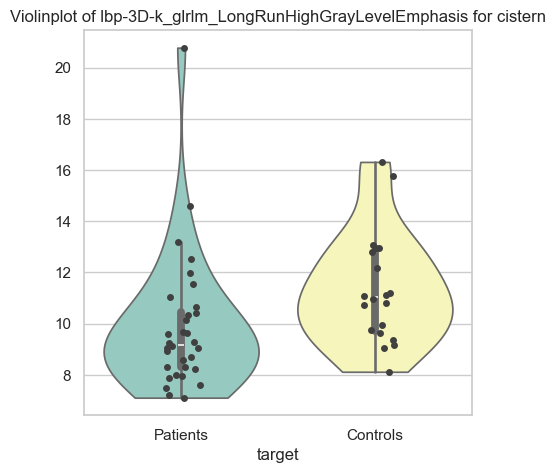 Violinplot of lbp-3D-k_glrlm_LongRunHighGrayLevelEmphasis for cistern
20
18
16
14
12
10
8
Patients Controls
target